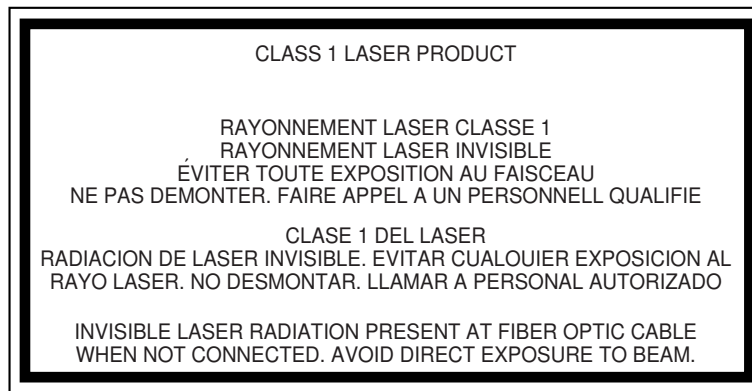 CLASS 1 LASER PRODUCT
RAYONNEMENT LASER CLASSE 1
RAYONNEMENT LASER INVISIBLE
ÉVITER TOUTE EXPOSITION AU FAISCEAU
NE PAS DEMONTER. FAIRE APPEL A UN PERSONNELL QUALIFIE
CLASE 1 DEL LASER
RADIACION DE LASER INVISIBLE. EVITAR CUALOUIER EXPOSICION AL
RAYO LASER. NO DESMONTAR. LLAMAR A PERSONAL AUTORIZADO
INVISIBLE LASER RADIATION PRESENT AT FIBER OPTIC CABLE
WHEN NOT CONNECTED. AVOID DIRECT EXPOSURE TO BEAM.